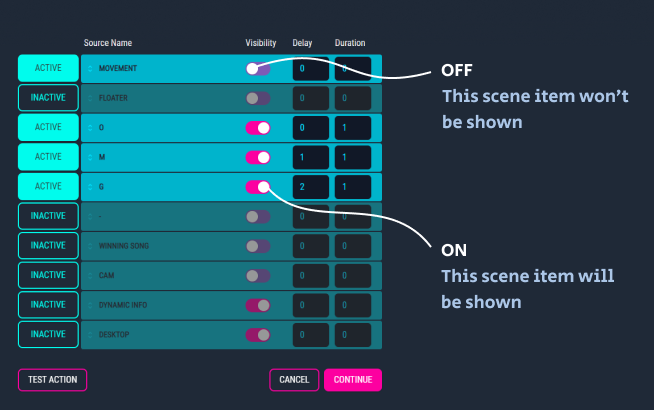 Source Name Visibility Delay Duration
ACTIVE MOVEMENT 0 0
INACTIVE FLOATER 0 0
ACTIVE O 0 1
ACTIVE M 1 1
ACTIVE G 2 1
INACTIVE - 0 0
INACTIVE WINNING SONG 0 0
INACTIVE CAM 0 0
INACTIVE DYNAMIC INFO 0 0
INACTIVE DESKTOP 0 0
TEST ACTION CANCEL CONTINUE
OFF
This scene item won't
be shown
ON
This scene item will
be shown